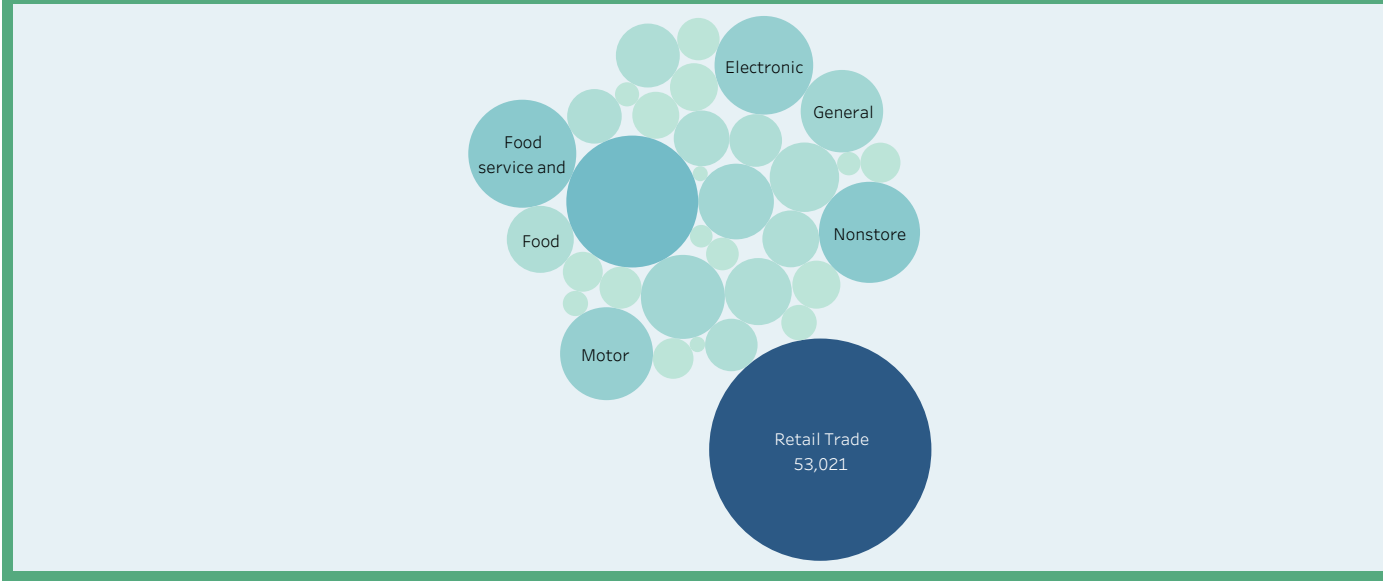 Electronic
General
Food
service and
Nonstore
Food
Motor
Retail Trade
53,021